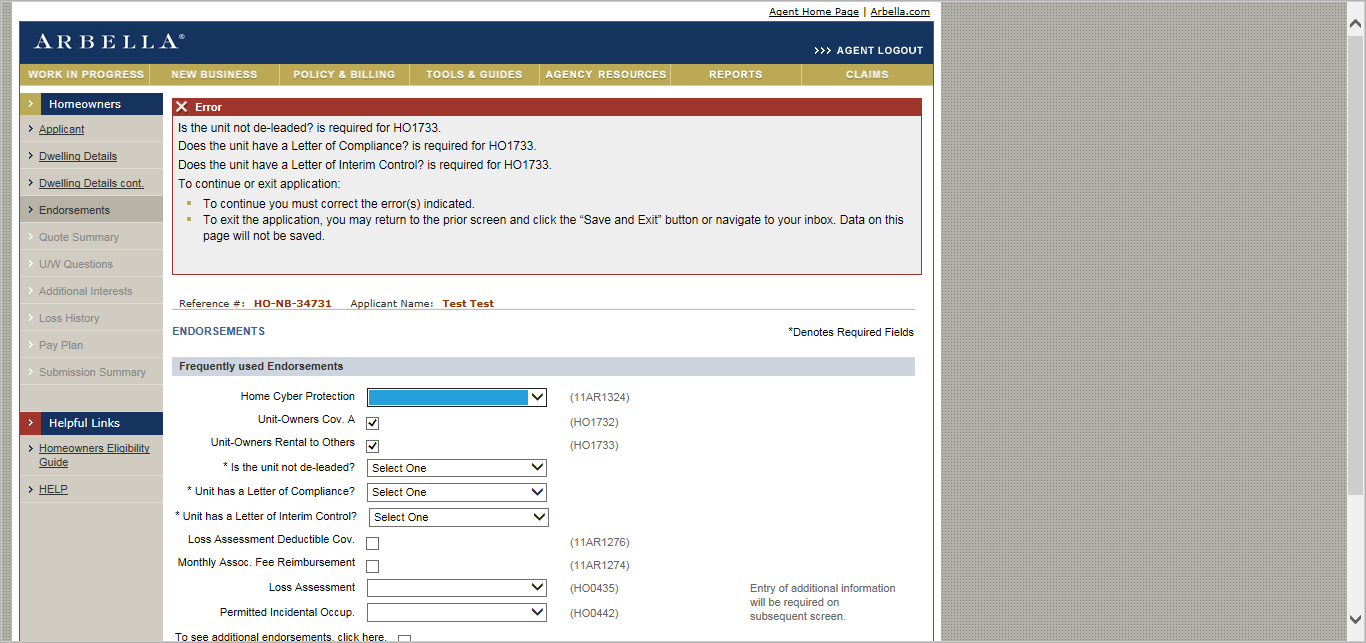 Agent Home Page | Arbella.com
ARBELLA®
>>> AGENT LOGOUT
WORK IN PROGRESS NEW BUSINESS POLICY & BILLING TOOLS & GUIDES AGENCY RESOURCES REPORTS CLAIMS
Homeowners
Applicant
Dwelling Details
Dwelling Details cont.
Endorsements
Quote Summary
U/W Questions
Additional Interests
Loss History
Pay Plan
Submission Summary
Helpful Links
Homeowners Eligibility
Guide
HELP
Error
Is the unit not de-leaded? is required for HO1733.
Does the unit have a Letter of Compliance? is required for HO1733.
Does the unit have a Letter of Interim Control? is required for HO1733.
To continue or exit application:
To continue you must correct the error(s) indicated.
To exit the application, you may return to the prior screen and click the “Save and Exit” button or navigate to your inbox. Data on this
page will not be saved.
Reference #: HO-NB-34731 Applicant Name: Test Test
ENDORSEMENTS
*Denotes Required Fields
Frequently used Endorsements
Home Cyber Protection (11AR1324)
Unit-Owners Cov. A (HO1732)
Unit-Owners Rental to Others (HO1733)
* Is the unit not de-leaded? Select One
* Unit has a Letter of Compliance? Select One
* Unit has a Letter of Interim Control? Select One
Loss Assessment Deductible Cov. (11AR1276)
Monthly Assoc. Fee Reimbursement (11AR1274)
Loss Assessment (HO0435)
Entry of additional information
will be required on
subsequent screen.
Permitted Incidental Occup. (HO0442)
To see additional endorsements, click here.